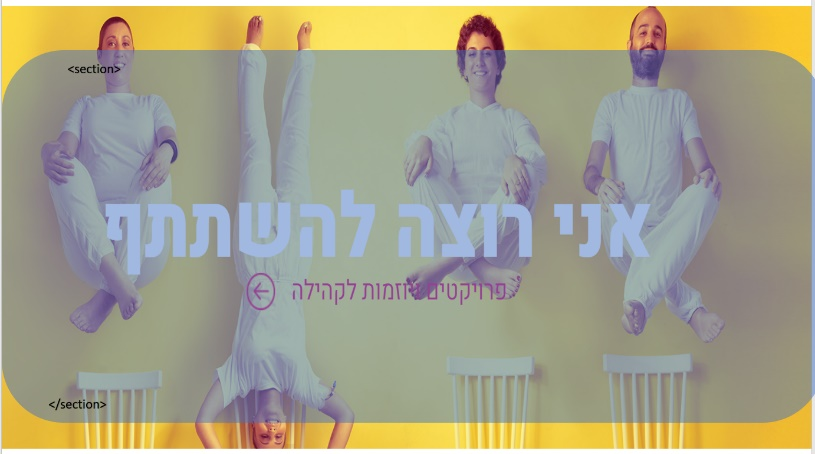 <section>
אני רוצה להשתתף
פרויקטים ויוזמות לקהילה
</section>